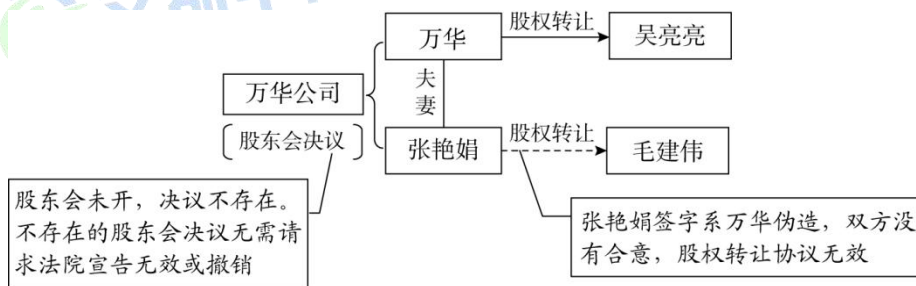 万华
股权转让
吴亮亮
万华公司
夫
妻
股东会决议
张艳娟
股权转让
毛建伟
股东会未开，决议不存在。
不存在的股东会决议无需请
求法院宣告无效或撤销
张艳娟签字系万华伪造，双方没
有合意，股权转让协议无效